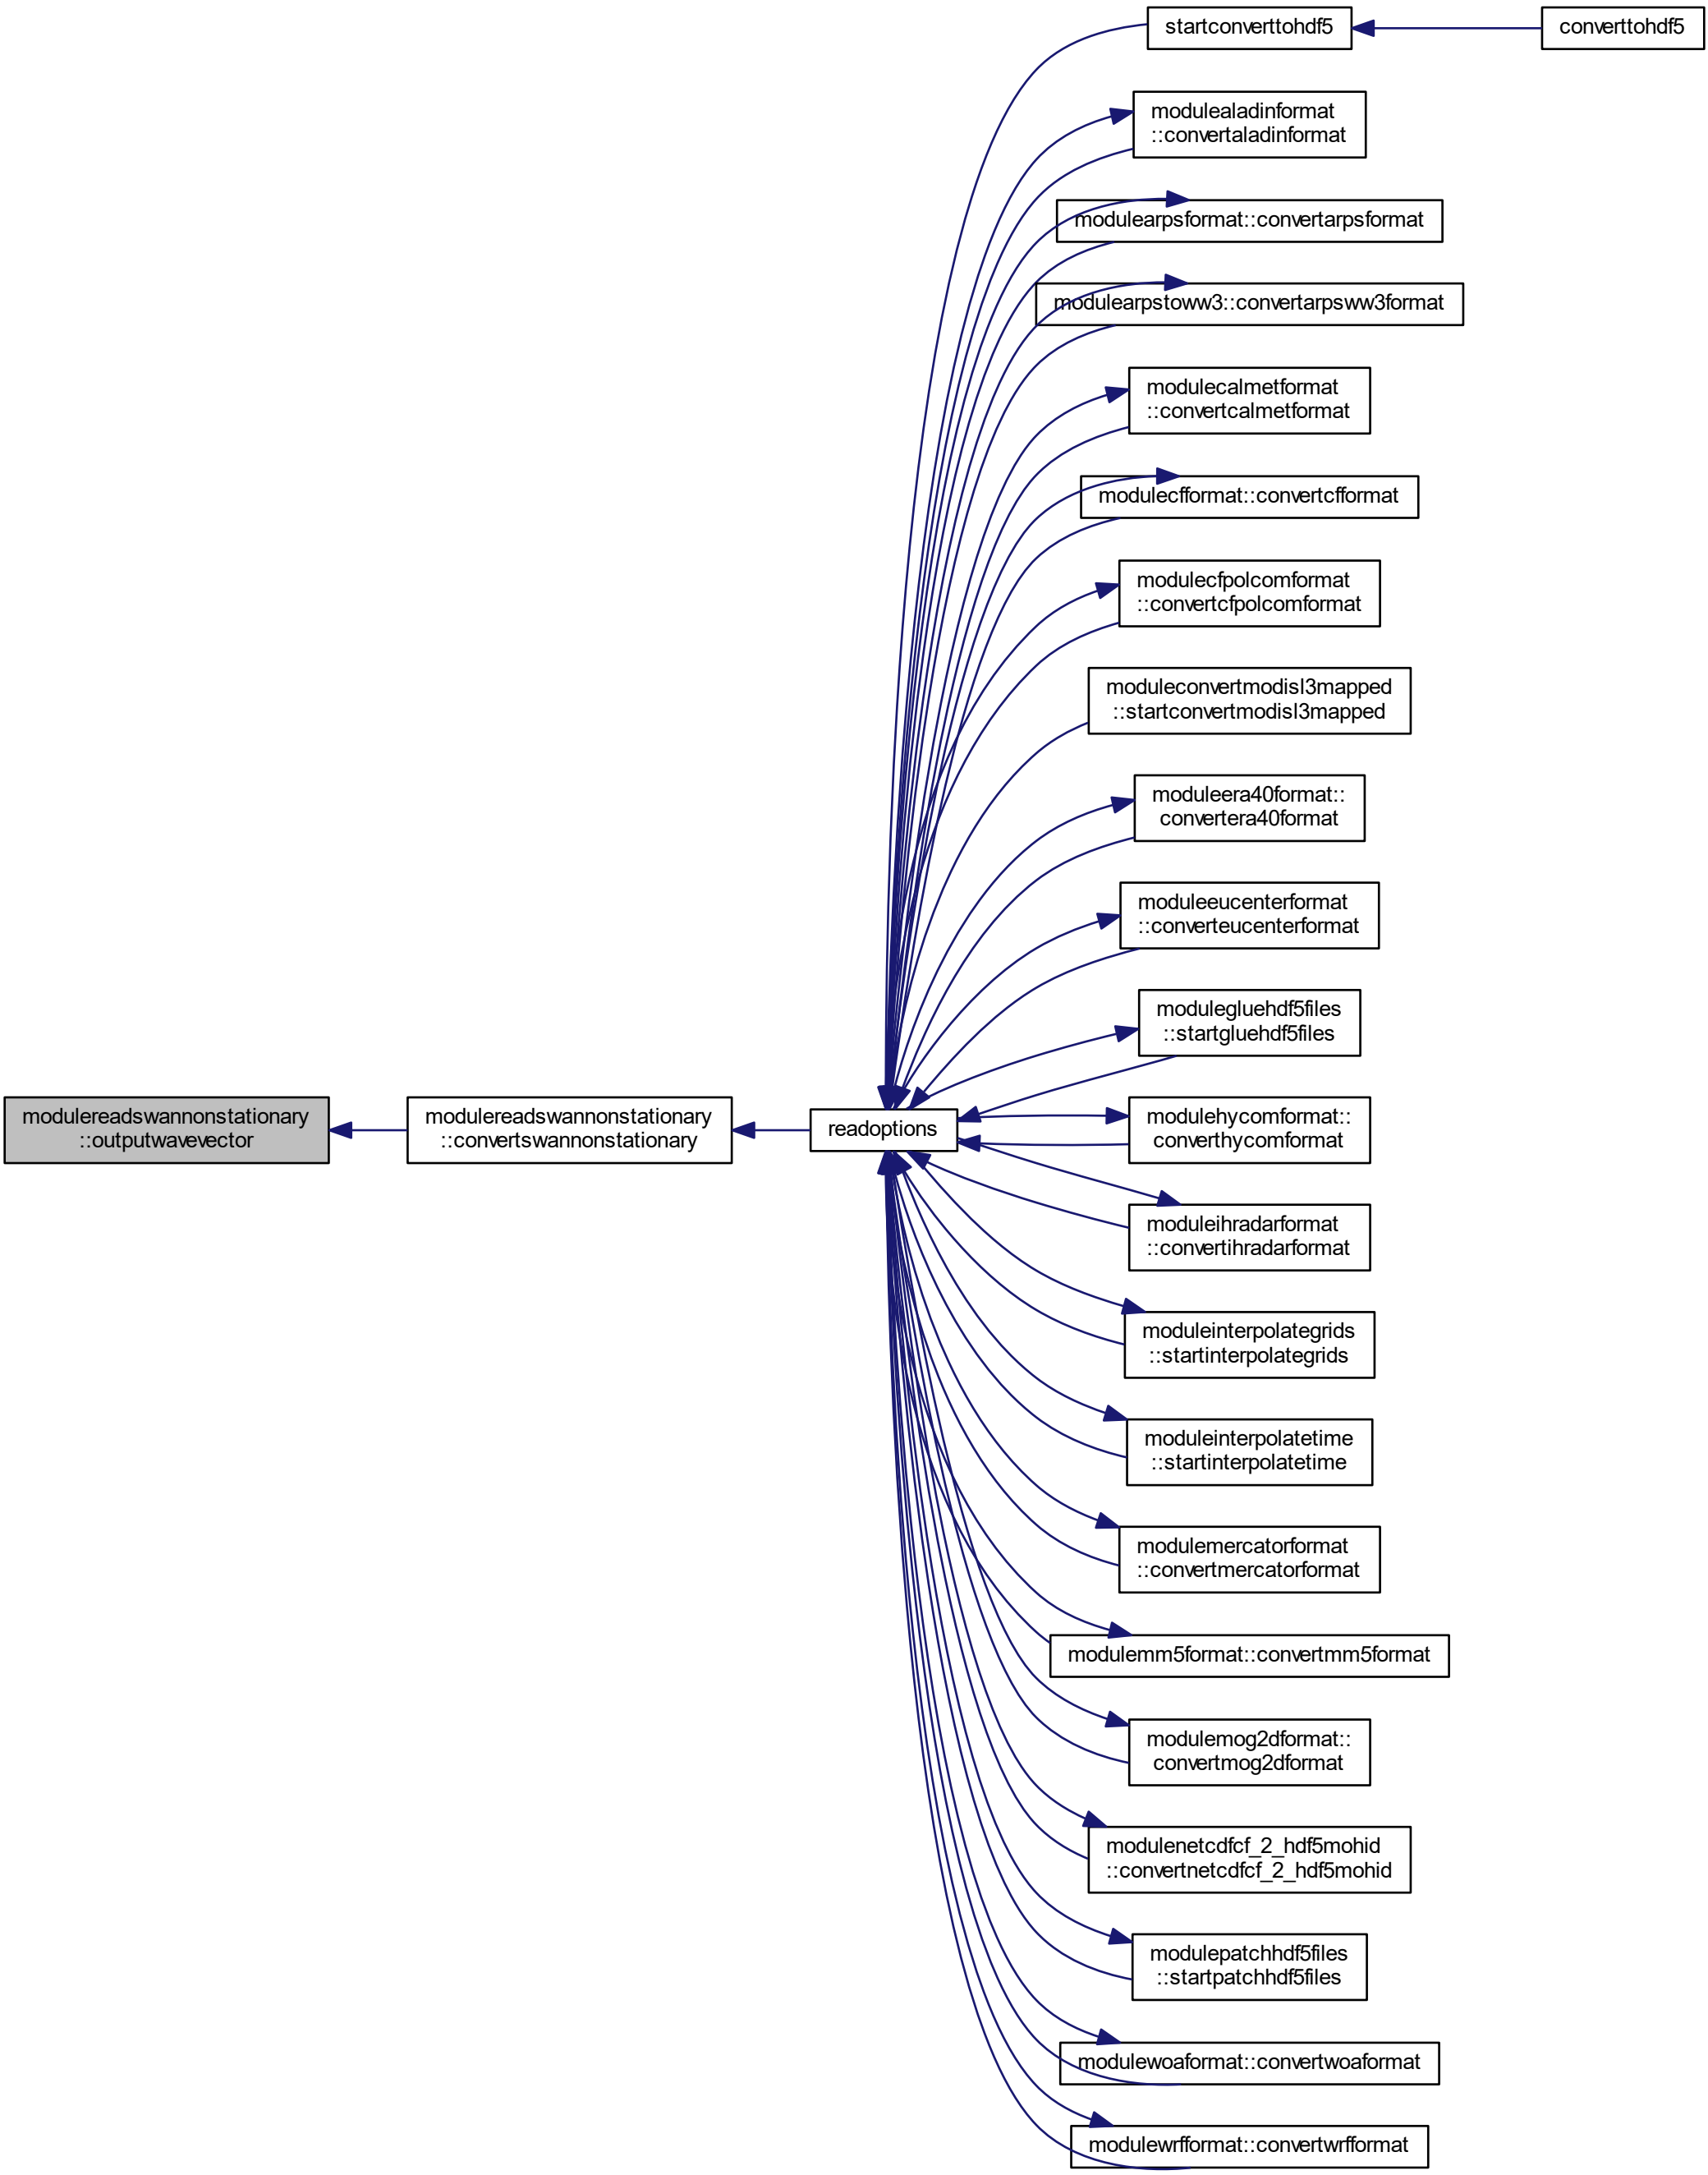 startconverttohdf5
converttohdf5
modulealadinformat
::convertaladinformat
modulearpsformat::convertarpsformat
modulearpstoww3::convertarpsww3format
modulecalmetformat
::convertcalmetformat
modulecfformat::convertcfformat
modulecfpolcomformat
::convertcfpolcomformat
moduleconvertmodisl3mapped
::startconvertmodisl3mapped
moduleera40format::
convertera40format
moduleeucenterformat
::converteucenterformat
modulegluehdf5files
::startgluehdf5files
modulereadswannonstationary
::outputwavevector
modulereadswannonstationary
::convertswannonstationary
readoptions
modulehycomformat::
converthycomformat
moduleihradarformat
::convertihradarformat
moduleinterpolategrids
::startinterpolategrids
moduleinterpolatetime
::startinterpolatetime
modulemercatorformat
::convertmercatorformat
modulemm5format::convertmm5format
modulemog2dformat::
convertmog2dformat
modulenetcdfcf_2_hdf5mohid
::convertnetcdfcf_2_hdf5mohid
modulepatchhdf5files
::startpatchhdf5files
modulewoaformat::convertwoaformat
modulewrfformat::convertwrfformat